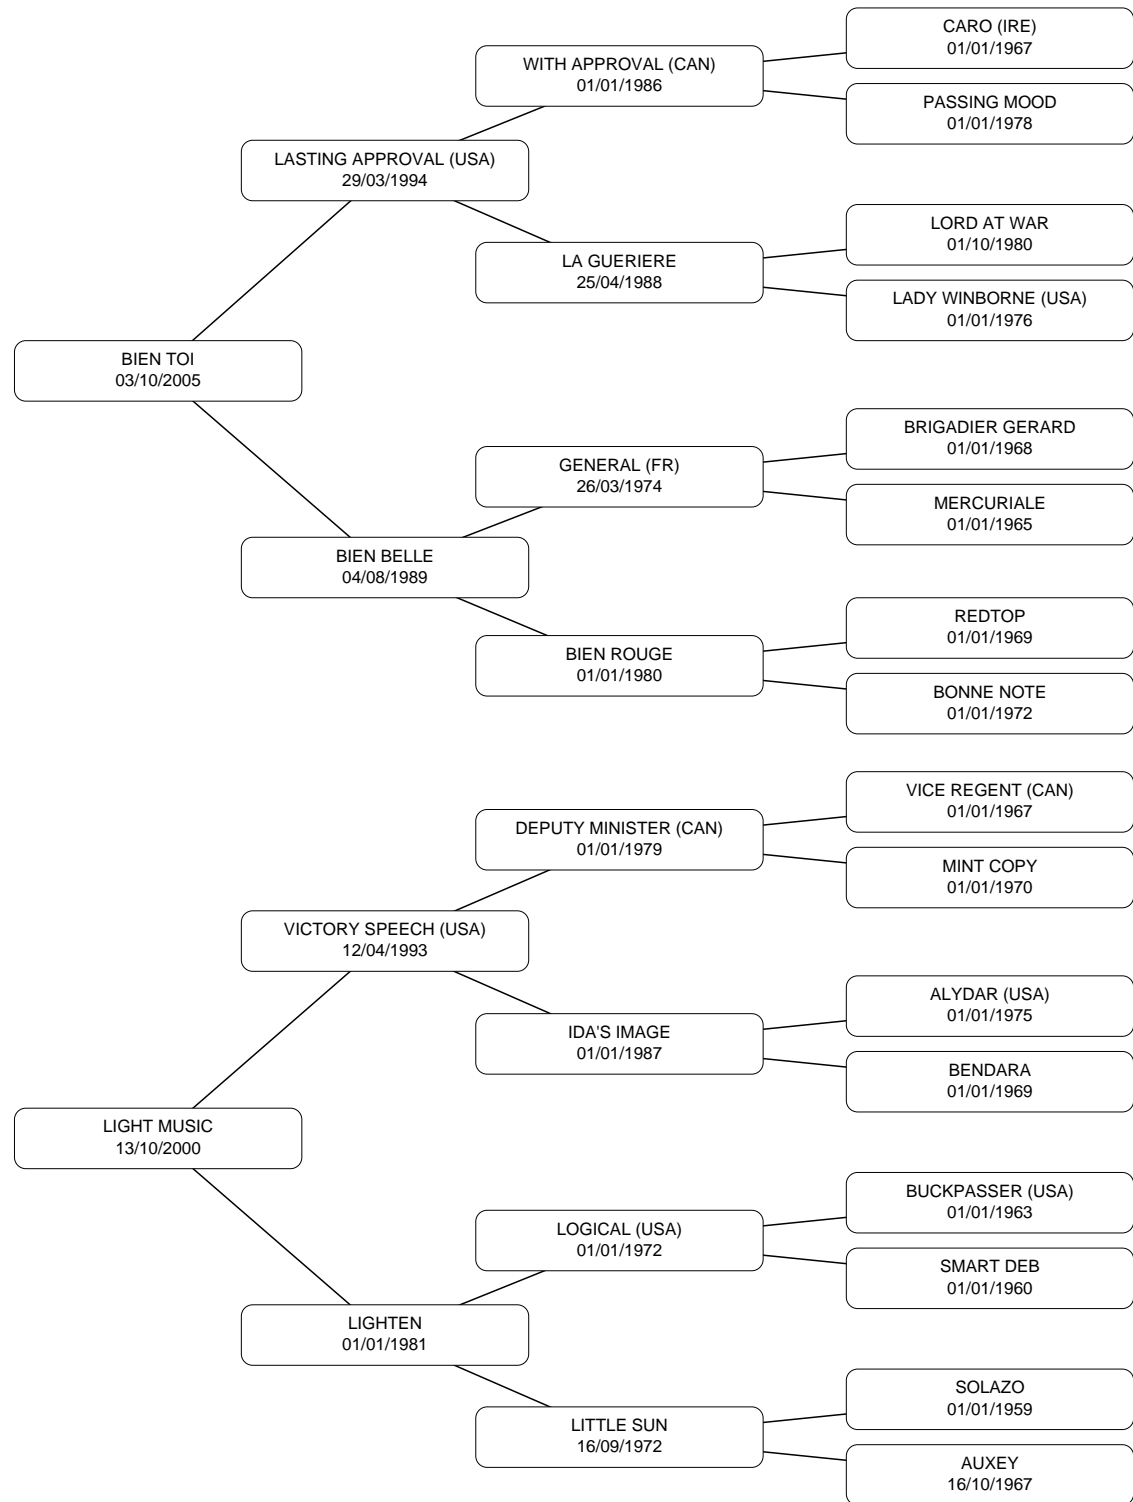 CARO (IRE)
01/01/1967
WITH APPROVAL (CAN)
01/01/1986
PASSING MOOD
01/01/1978
LASTING APPROVAL (USA)
29/03/1994
LORD AT WAR
01/10/1980
LA GUERIERE
25/04/1988
LADY WINBORNE (USA)
01/01/1976
BIEN TOI
03/10/2005
BRIGADIER GERARD
01/01/1968
GENERAL (FR)
26/03/1974
MERCURIALE
01/01/1965
BIEN BELLE
04/08/1989
REDTOP
01/01/1969
BIEN ROUGE
01/01/1980
BONNE NOTE
01/01/1972
VICE REGENT (CAN)
01/01/1967
DEPUTY MINISTER (CAN)
01/01/1979
MINT COPY
01/01/1970
VICTORY SPEECH (USA)
12/04/1993
ALYDAR (USA)
01/01/1975
IDA'S IMAGE
01/01/1987
BENDARA
01/01/1969
LIGHT MUSIC
13/10/2000
BUCKPASSER (USA)
01/01/1963
LOGICAL (USA)
01/01/1972
SMART DEB
01/01/1960
LIGHTEN
01/01/1981
SOLAZO
01/01/1959
LITTLE SUN
16/09/1972
AUXEY
16/10/1967